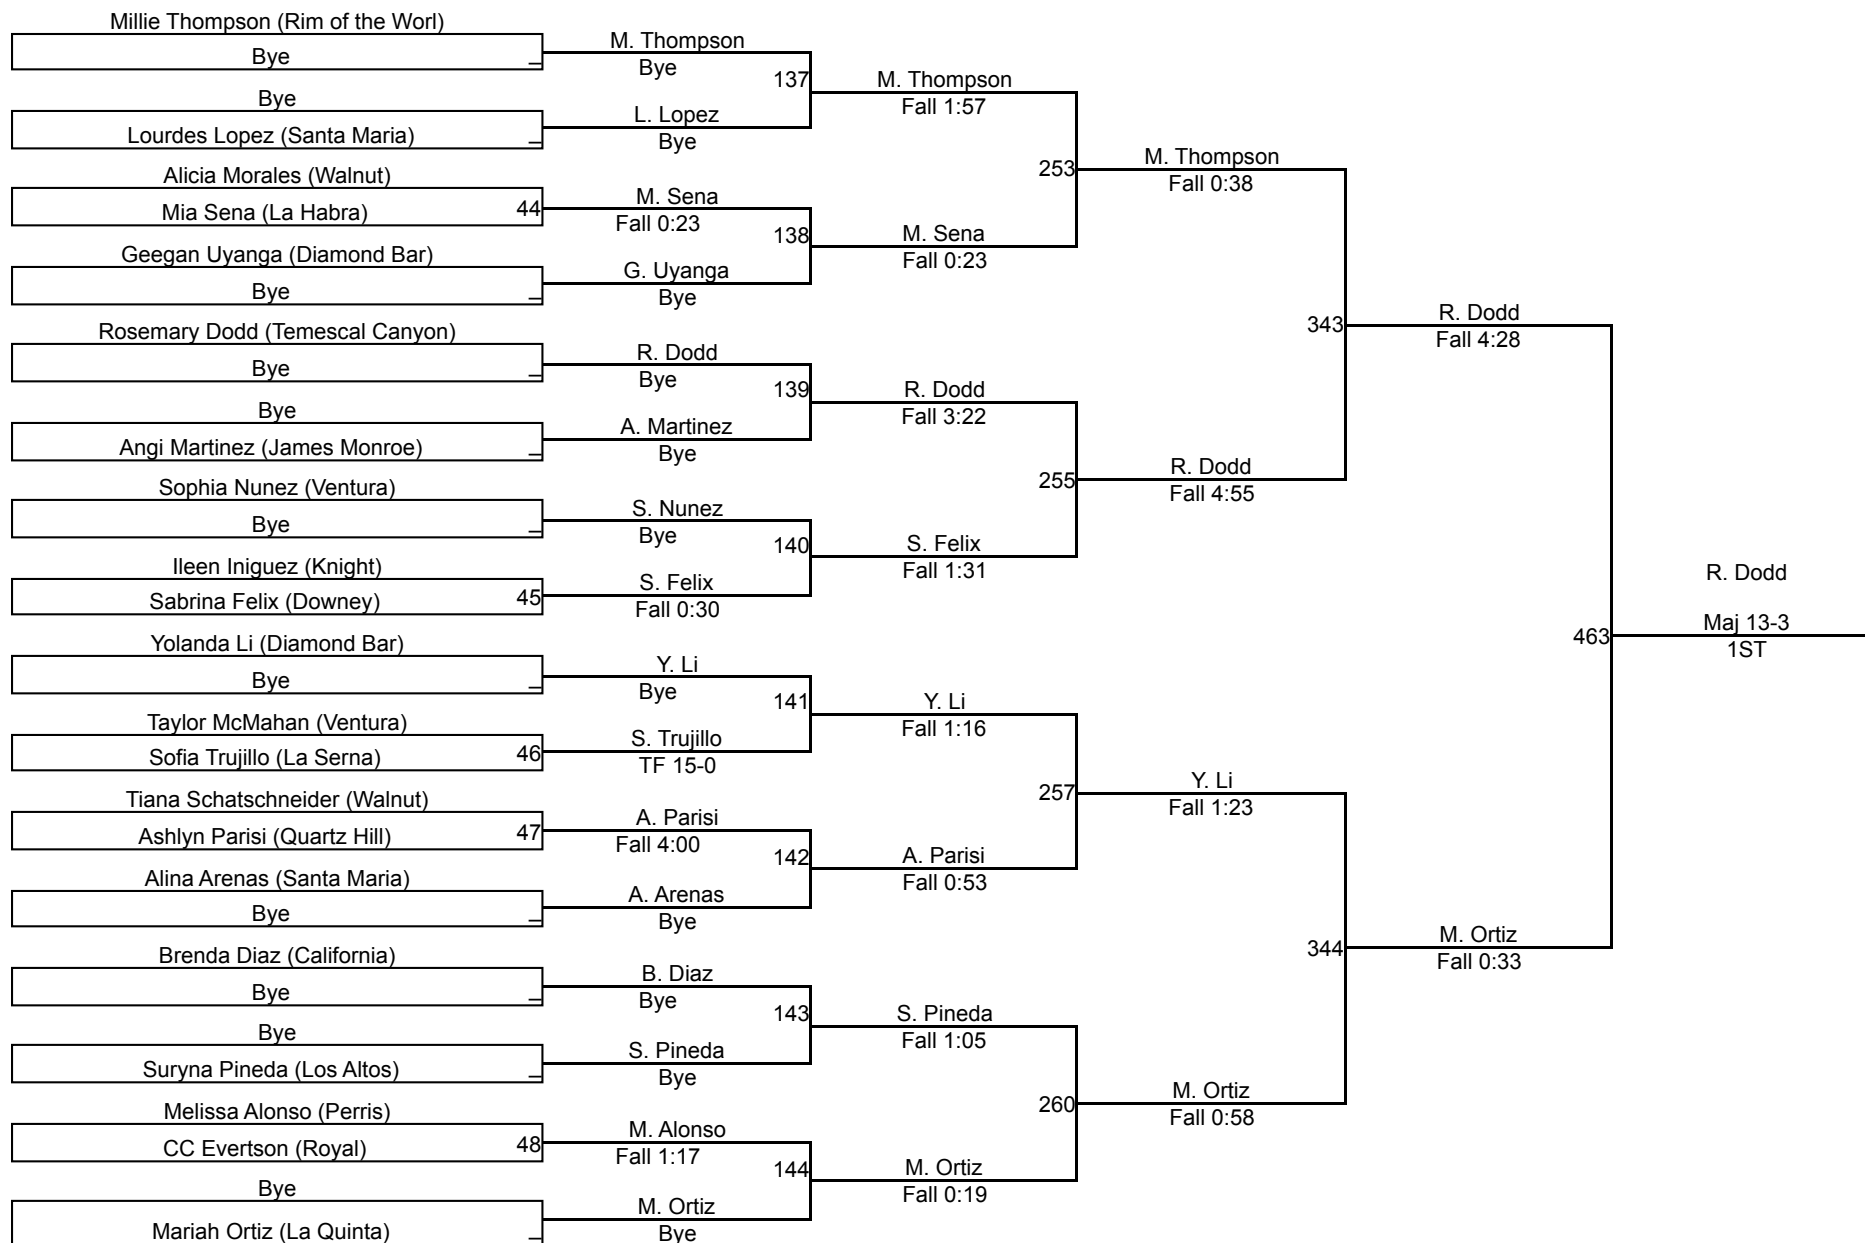 Millie Thompson (Rim of the Worl)
Bye
_
Bye
Lourdes Lopez (Santa Maria)
_
Alicia Morales (Walnut)
Mia Sena (La Habra)
44
Geegan Uyanga (Diamond Bar)
Bye
_
Rosemary Dodd (Temescal Canyon)
Bye
_
Bye
Angi Martinez (James Monroe)
_
Sophia Nunez (Ventura)
Bye
_
Ileen Iniguez (Knight)
Sabrina Felix (Downey)
45
Yolanda Li (Diamond Bar)
Bye
_
Taylor McMahan (Ventura)
Sofia Trujillo (La Serna)
46
Tiana Schatschneider (Walnut)
Ashlyn Parisi (Quartz Hill)
47
Alina Arenas (Santa Maria)
Bye
_
Brenda Diaz (California)
Bye
_
Bye
Suryna Pineda (Los Altos)
_
Melissa Alonso (Perris)
CC Evertson (Royal)
48
Bye
Mariah Ortiz (La Quinta)
_
M. Thompson
Bye
137
L. Lopez
Bye
M. Sena
Fall 0:23
138
G. Uyanga
Bye
R. Dodd
Bye
139
A. Martinez
Bye
S. Nunez
Bye
140
S. Felix
Fall 0:30
Y. Li
Bye
141
S. Trujillo
TF 15-0
A. Parisi
Fall 4:00
142
A. Arenas
Bye
B. Diaz
Bye
143
S. Pineda
Bye
M. Alonso
Fall 1:17
144
M. Ortiz
Bye
M. Thompson
Fall 1:57
253
M. Sena
Fall 0:23
R. Dodd
Fall 3:22
255
S. Felix
Fall 1:31
Y. Li
Fall 1:16
257
A. Parisi
Fall 0:53
S. Pineda
Fall 1:05
260
M. Ortiz
Fall 0:19
M. Thompson
Fall 0:38
343
R. Dodd
Fall 4:55
Y. Li
Fall 1:23
344
M. Ortiz
Fall 0:58
R. Dodd
Fall 4:28
463
M. Ortiz
Fall 0:33
R. Dodd
Maj 13-3
1ST